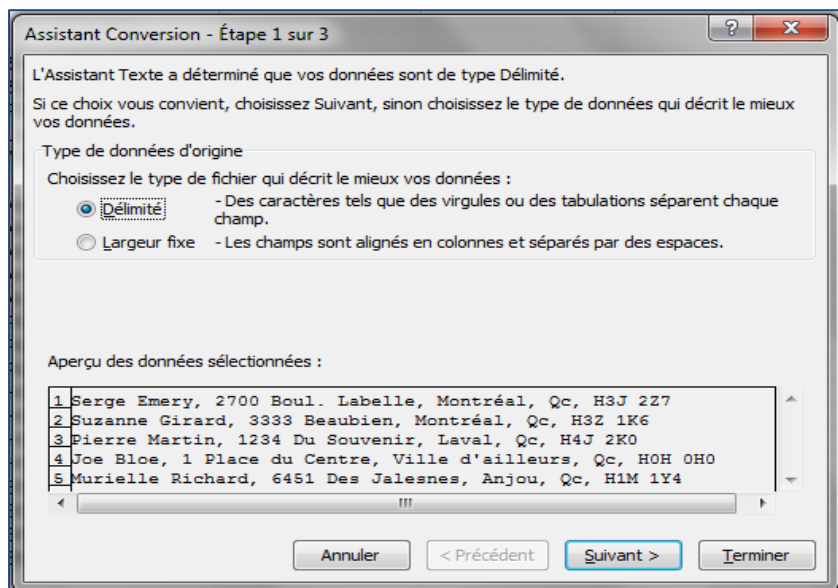 Assistant Conversion - Étape 1 sur 3
?
L'Assistant Texte a déterminé que vos données sont de type Délimité.
Si ce choix vous convient, choisissez Suivant, sinon choisissez le type de données qui décrit le mieux
vos données.
Type de données d'origine
Choisissez le type de fichier qui décrit le mieux vos données :
Délimité - Des caractères tels que des virgules ou des tabulations séparent chaque
champ.
Largeur fixe - Les champs sont alignés en colonnes et séparés par des espaces.
Aperçu des données sélectionnées :
1 Serge Emery, 2700 Boul. Labelle, Montréal, Qc, H3J 2Z7
2 Suzanne Girard, 3333 Beaubien, Montréal, Qc, H3Z 1K6
3 Pierre Martin, 1234 Du Souvenir, Laval, Qc, H4J 2K0
4 Joe Bloe, 1 Place du Centre, Ville d'ailleurs, Qc, H0H 0H0
5 Murielle Richard, 6451 Des Jalesnes, Anjou, Qc, H1M 1Y4
Annuler < Précédent Suivant > Terminer